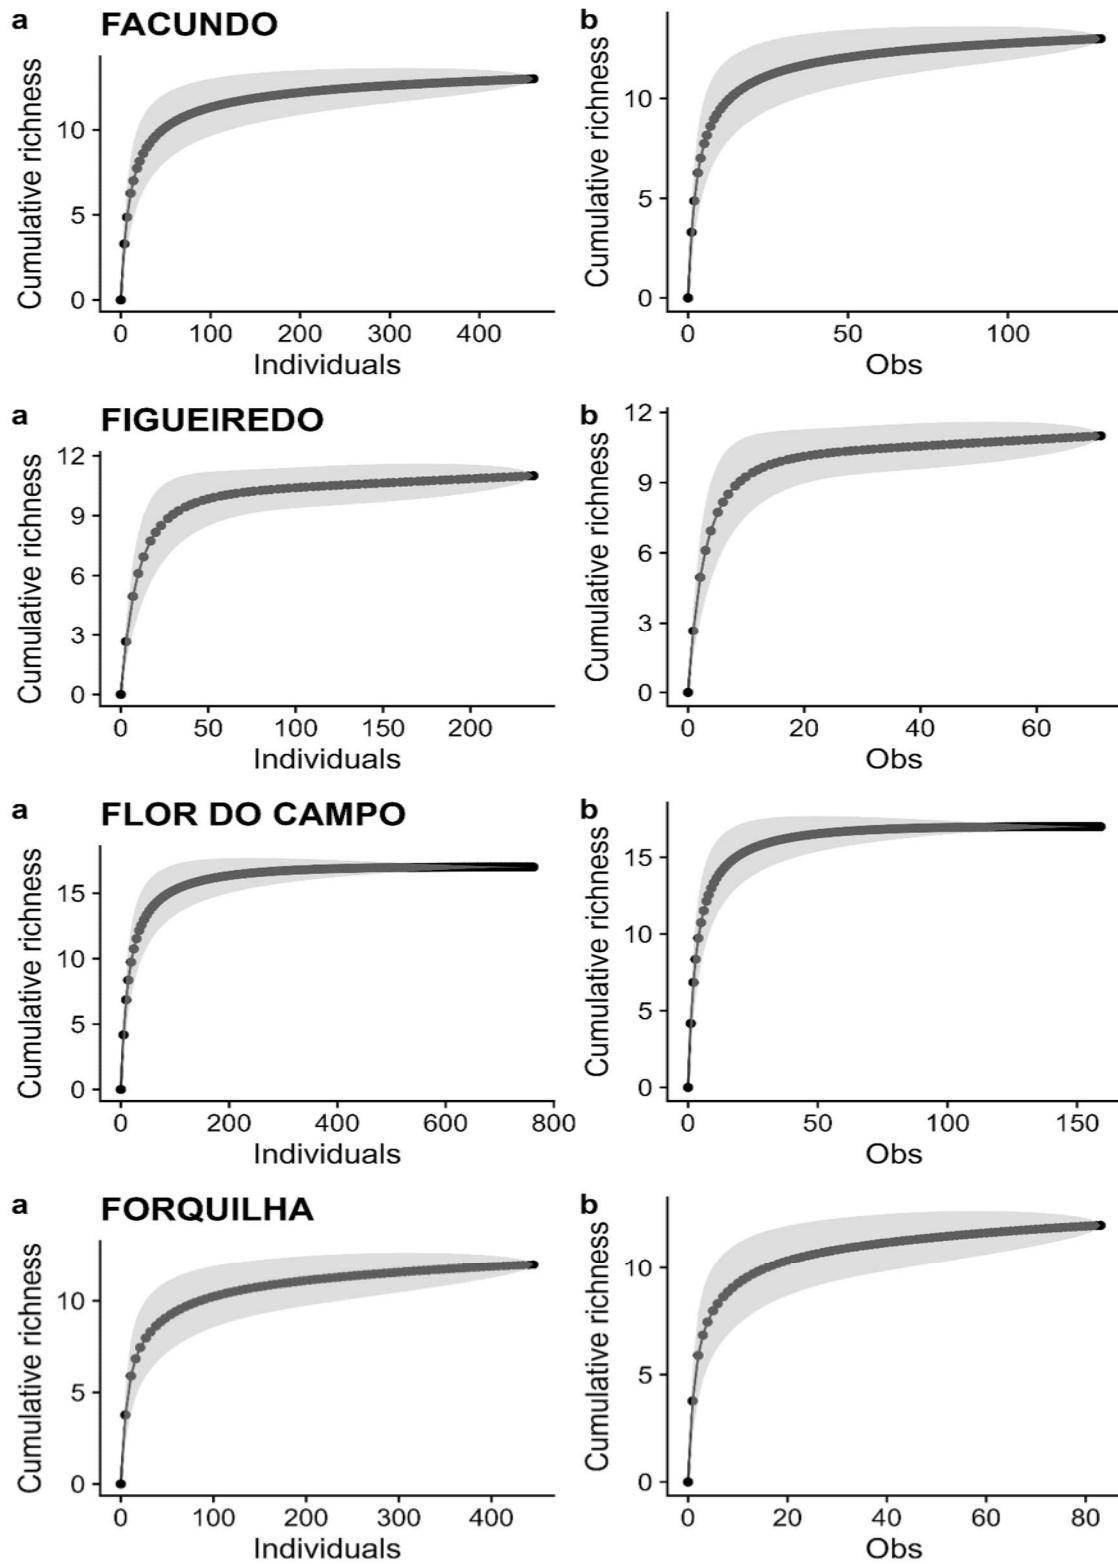 a FACUNDO
Cumulative richness
10
5
0
0 100 200 300 400
Individuals
b
Cumulative richness
10
5
0
0 50 100
Obs
a FIGUEIREDO
Cumulative richness
12
9
6
3
0
0 50 100 150 200
Individuals
b
Cumulative richness
12
9
6
3
0
0 20 40 60
Obs
a FLOR DO CAMPO
Cumulative richness
15
10
5
0
0 200 400 600 800
Individuals
b
Cumulative richness
15
10
5
0
0 50 100 150
Obs
a FORQUILHA
Cumulative richness
10
5
0
0 100 200 300 400
Individuals
b
Cumulative richness
10
5
0
0 20 40 60 80
Obs